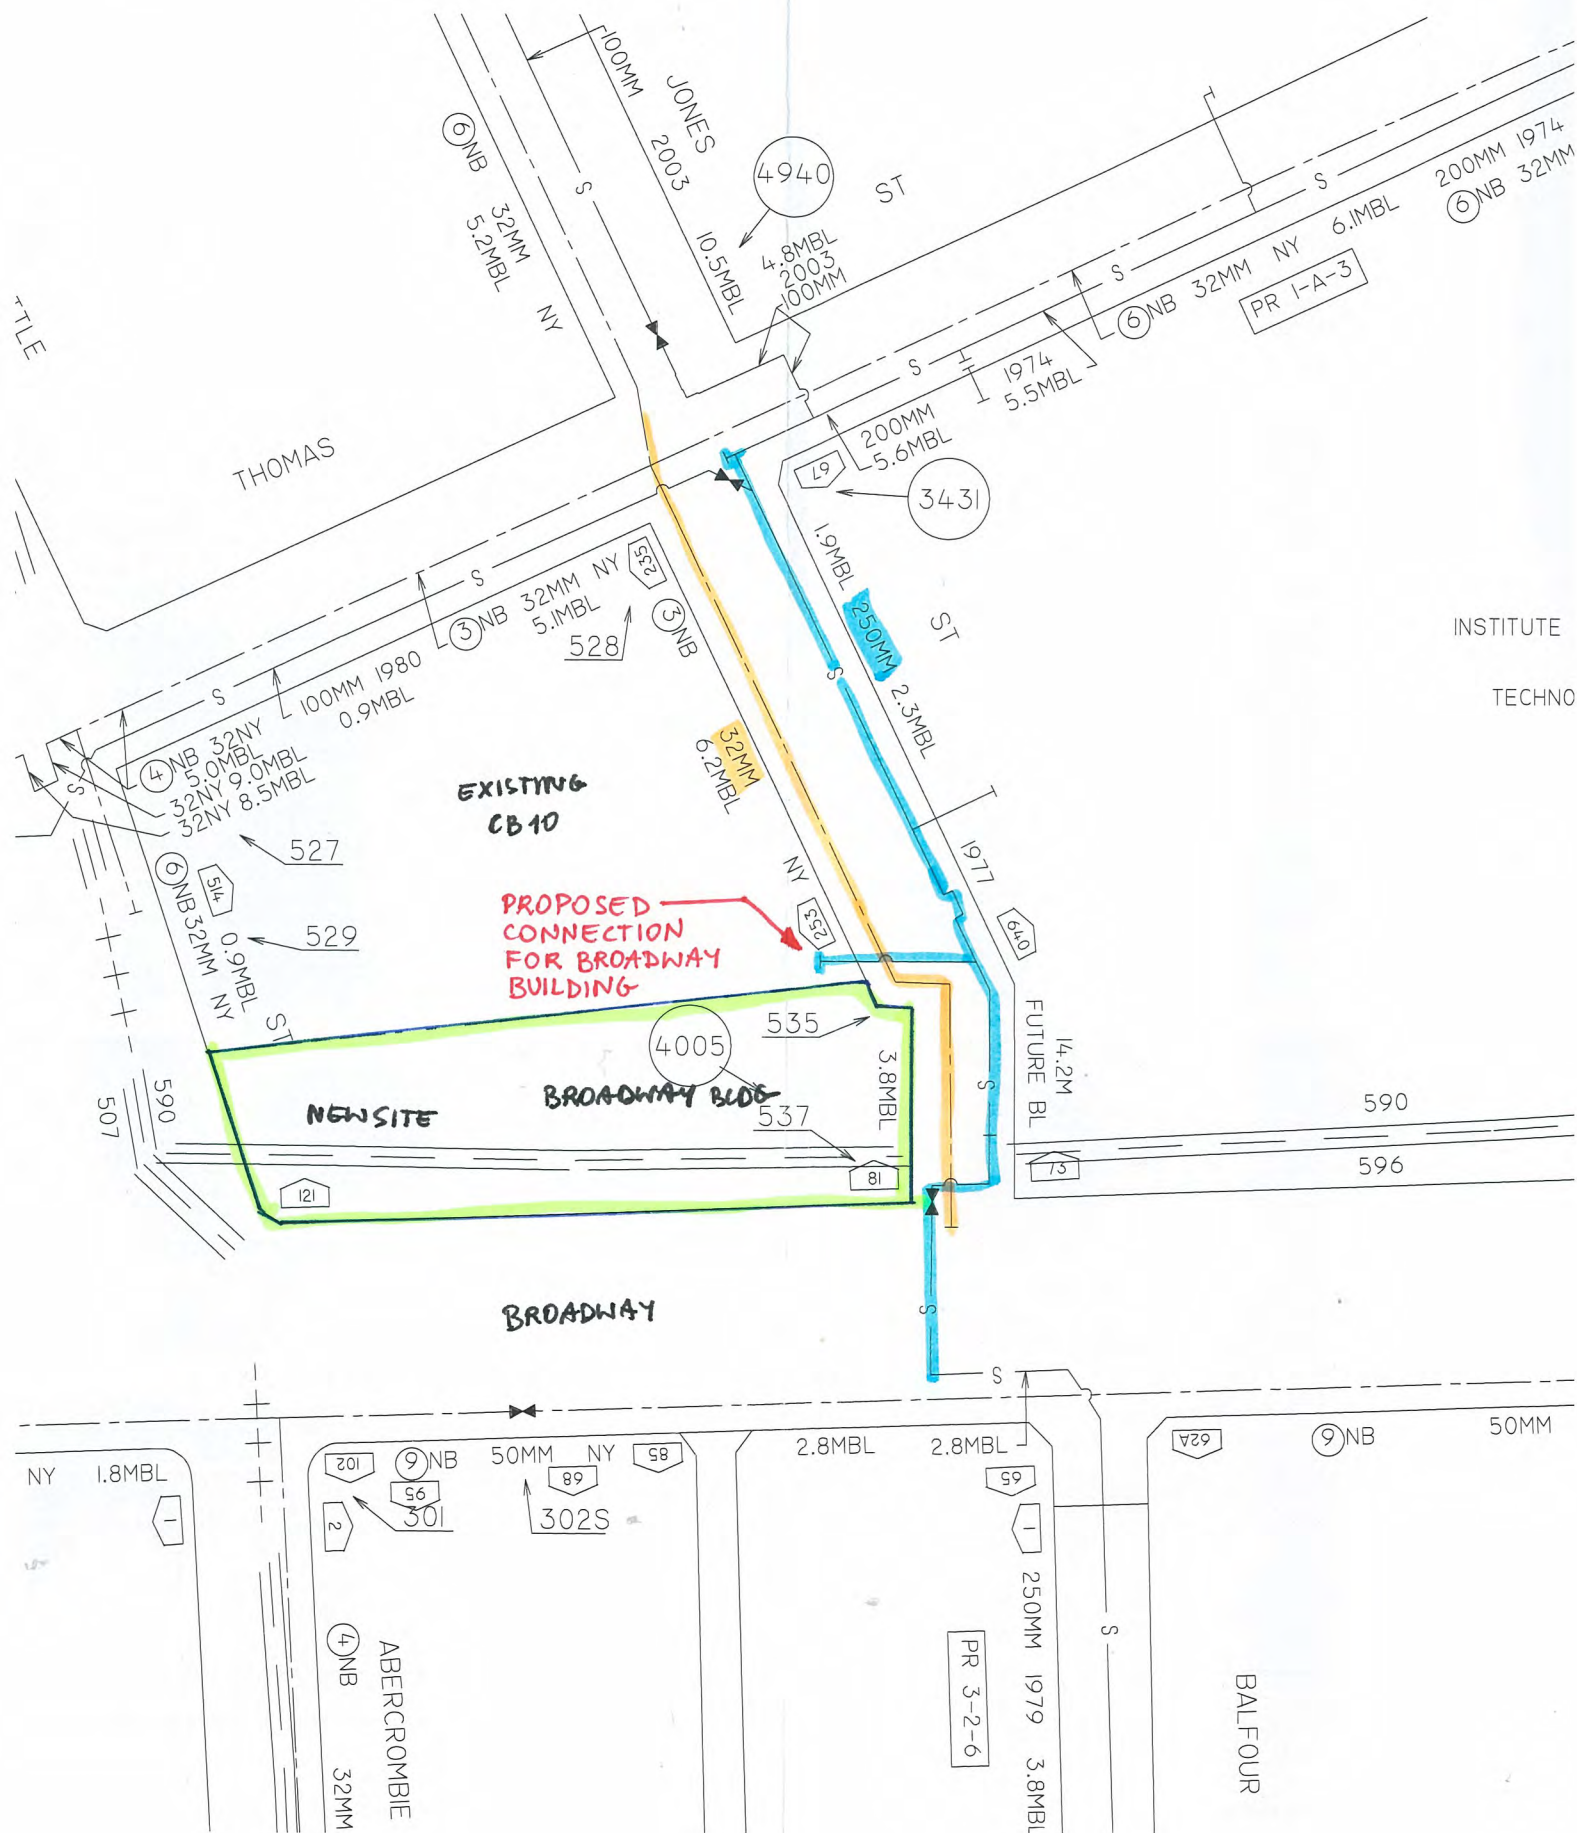 100MM
JONES
2003
4940
ST
10.5MBL
4.8MBL
2003
100MM
6 NB
32MM
5.2MBL
NY
S
200MM 1974
6 NB 32MM
S
S
6 NB 32MM NY 6.1MBL
PR 1-A-3
TTLE
S
1974
5.5MBL
THOMAS
200MM
5.6MBL
67
3431
1.9MBL
250MM
2.3MBL
ST
S
INSTITUTE
TECHNO
235
3 NB
S
3 NB 32MM NY
5.1MBL
528
S
100MM 1980
0.9MBL
4 NB 32NY
5.0MBL
32NY 9.0MBL
32NY 8.5MBL
S
32MM
6.2MBL
NY
EXISTING
CB10
527
1977
6 NB 32MM NY
514
0.9MBL
ST
529
PROPOSED
CONNECTION
FOR BROADWAY
BUILDING
253
640
535
4005
3.8MBL
FUTURE BL
14.2M
S
NEW SITE
BROADWAY BLDG
537
590
507
590
596
121
81
73
BROADWAY
S
S
NY 1.8MBL
102
6 NB
50MM NY
85
2.8MBL
2.8MBL
62A
6 NB
50MM
95
89
65
301
302S
1
2
1
4 NB
32MM
ABERCROMBIE
PR 3-2-6
250MM 1979 3.8MBL
S
BALFOUR